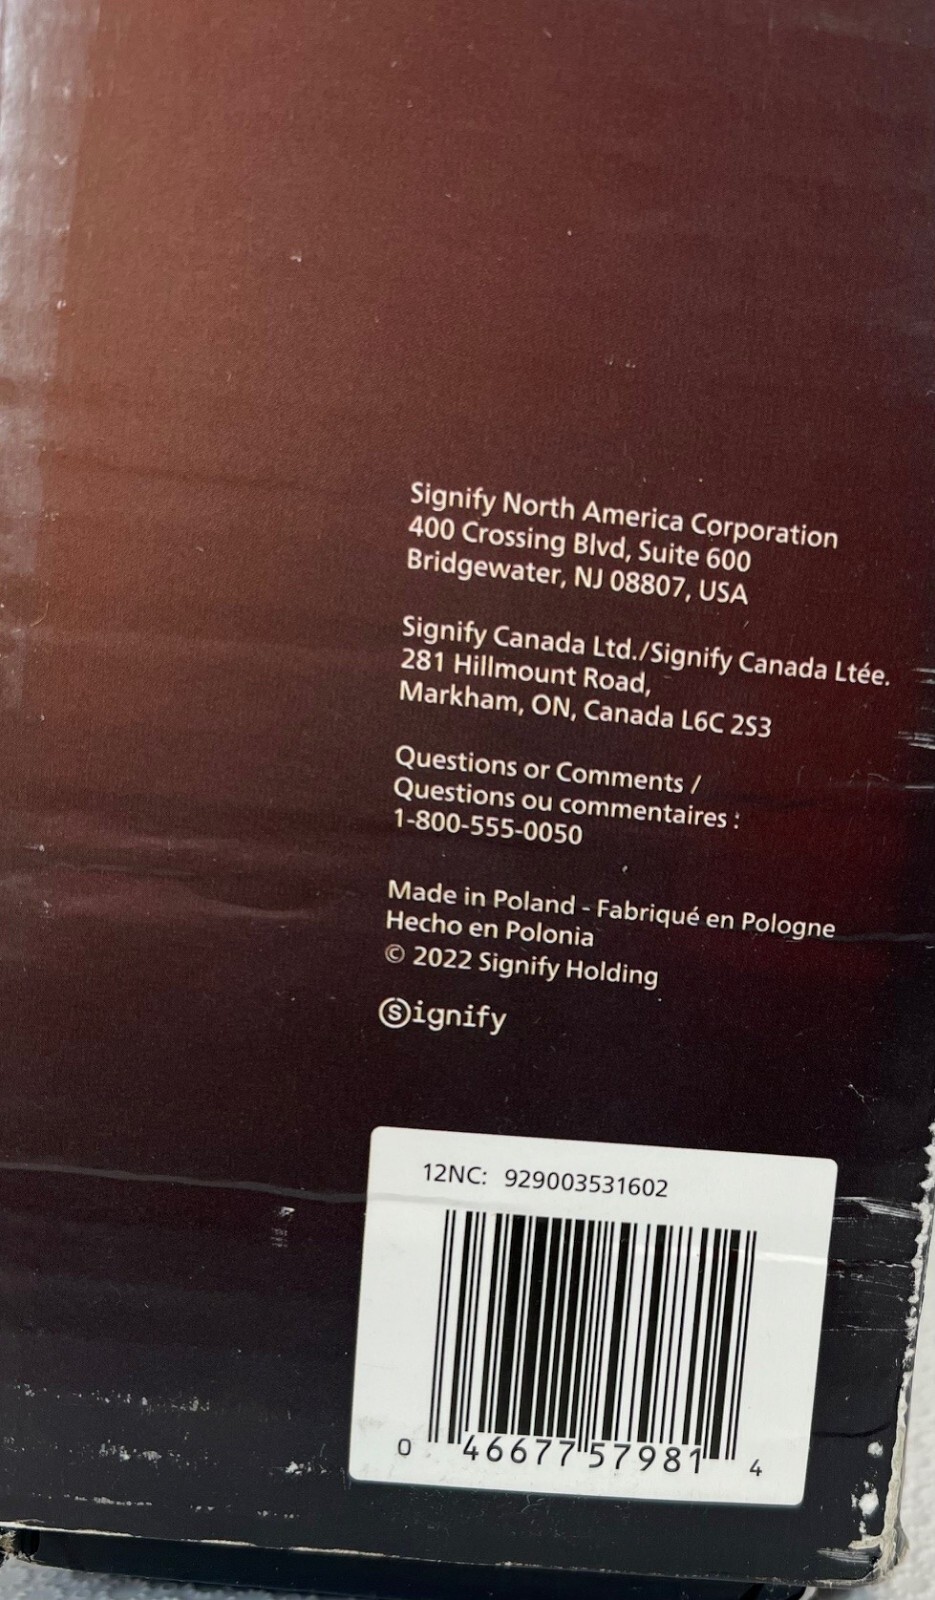 Signify North America Corporation
400 Crossing Blvd, Suite 600
Bridgewater, NJ 08807, USA
Signify Canada Ltd./Signify Canada Ltée.
281 Hillmount Road,
Markham, ON, Canada L6C 2S3
Questions or Comments /
Questions ou commentaires :
1-800-555-0050
Made in Poland - Fabriqué en Pologne
Hecho en Polonia
© 2022 Signify Holding
Signify
12NC: 929003531602
0 46677 57981 4